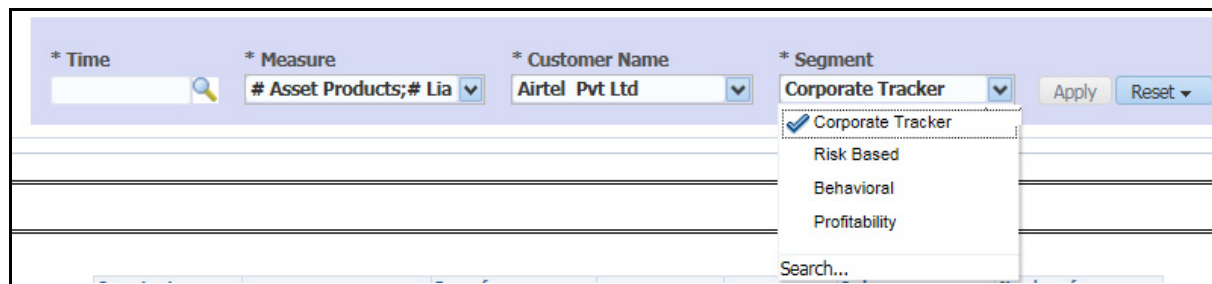 * Time * Measure * Customer Name * Segment
# Asset Products;# Lia Airtel Pvt Ltd Corporate Tracker Apply Reset
Corporate Tracker
Risk Based
Behavioral
Profitability
Search...